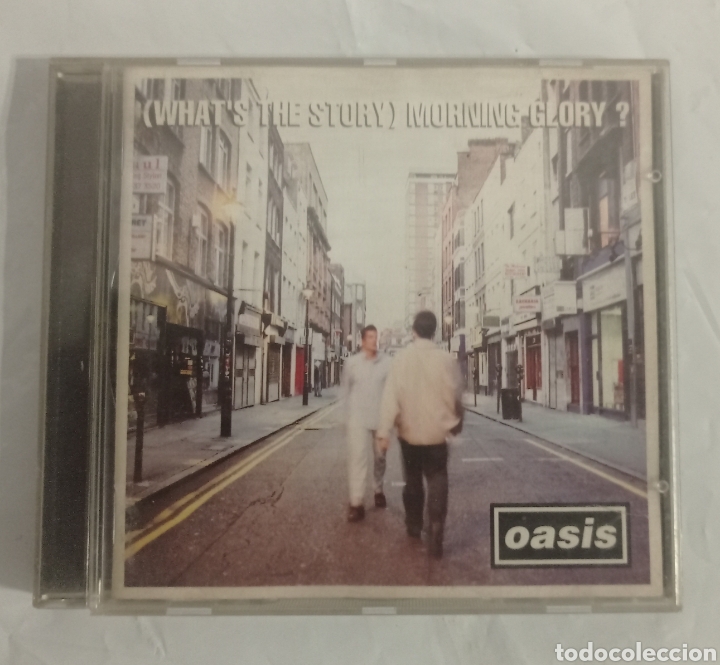 (WHAT'S THE STORY) MORNING GLORY ?
oasis
todocoleccion